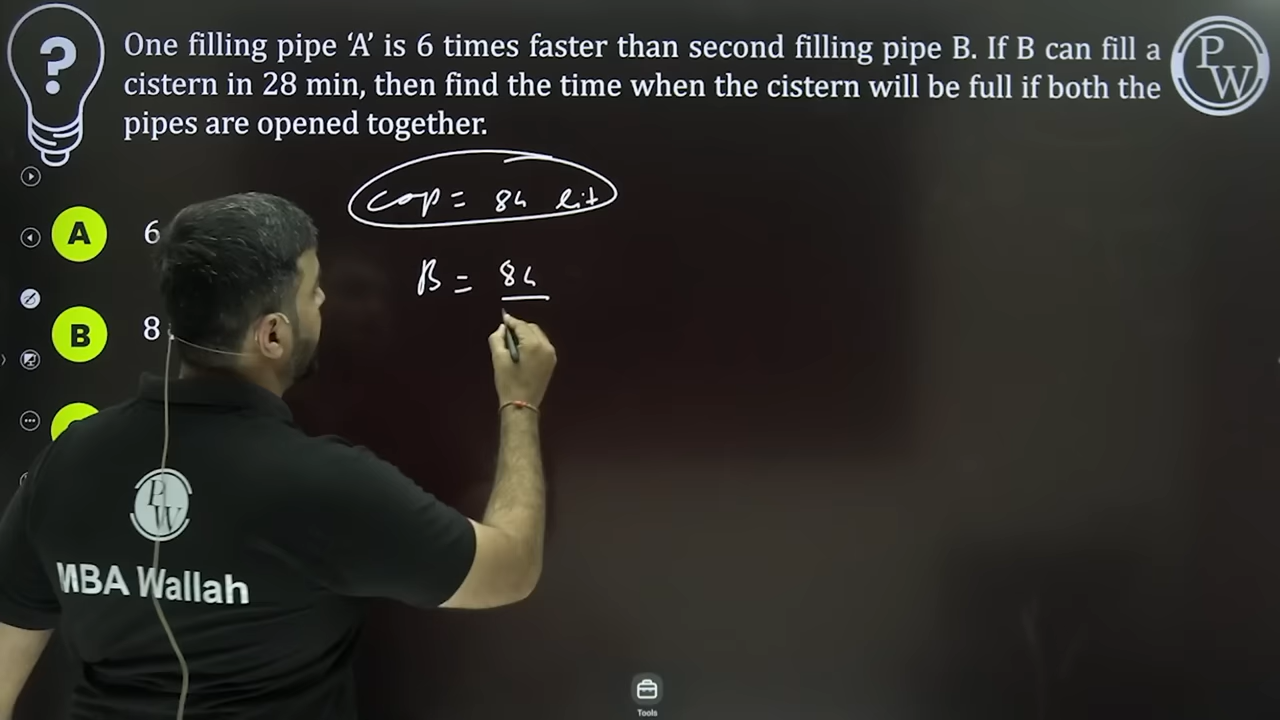 One filling pipe ‘A’ is 6 times faster than second filling pipe B. If B can fill a
cistern in 28 min, then find the time when the cistern will be full if both the
pipes are opened together.
?
P
W
cap = 84 lit
A 6
B = 84
B 8
P
W
MBA Wallah
Tools